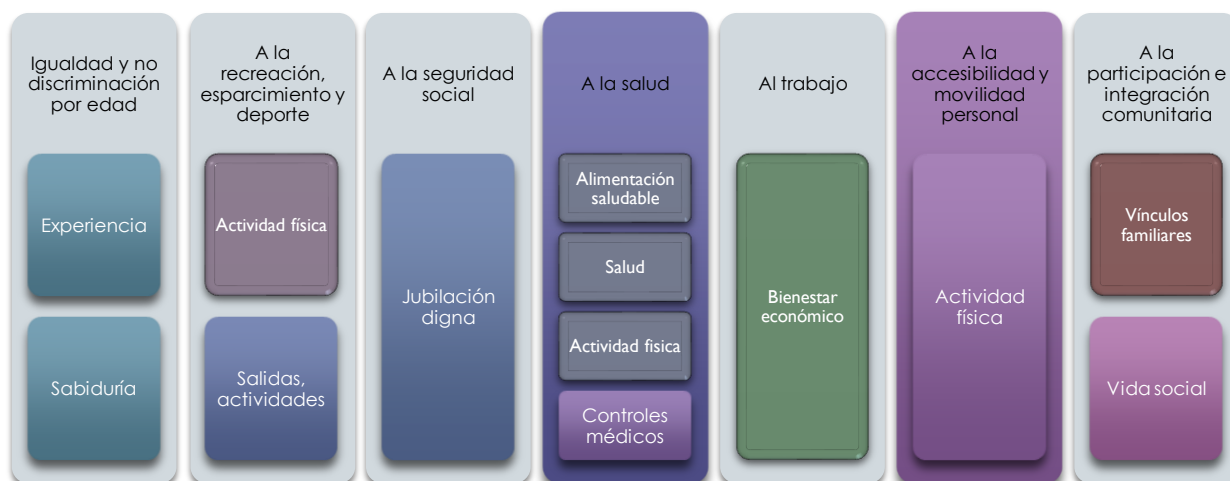 Igualdad y no
discriminación
por edad
Experiencia
Sabiduría
A la
recreación,
esparcimiento y
deporte
Actividad física
Salidas,
actividades
A la seguridad
social
Jubilación
digna
A la salud
Alimentación
saludable
Salud
Actividad fisica
Controles
médicos
Al trabajo
Bienestar
económico
A la
accesibilidad y
movilidad
personal
Actividad
física
A la
participación e
integración
comunitaria
Vínculos
familiares
Vida social